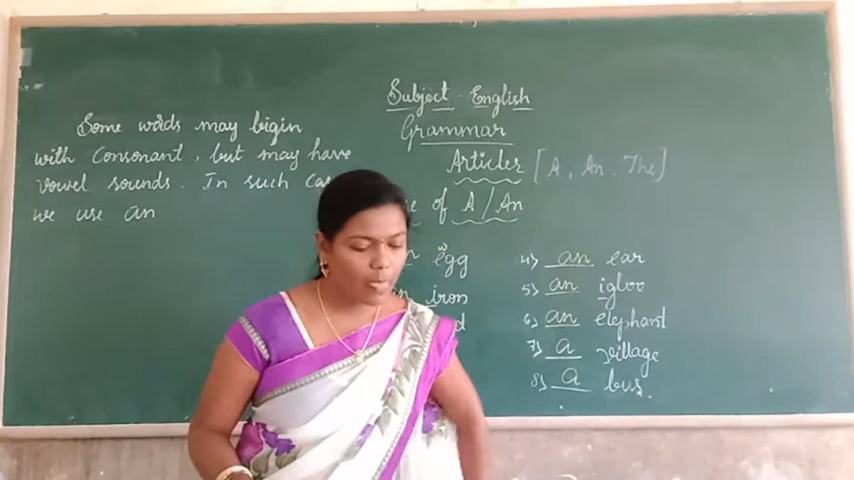 Subject - English
Grammar
Articles [A, An. The]
of A/An
Some words may bigin
with Consonant, but may have
vowel sounds. In such
we use an
egg
iron
4) an ear
5) an igloo
6) an elephant
7) a village
8) a bus.